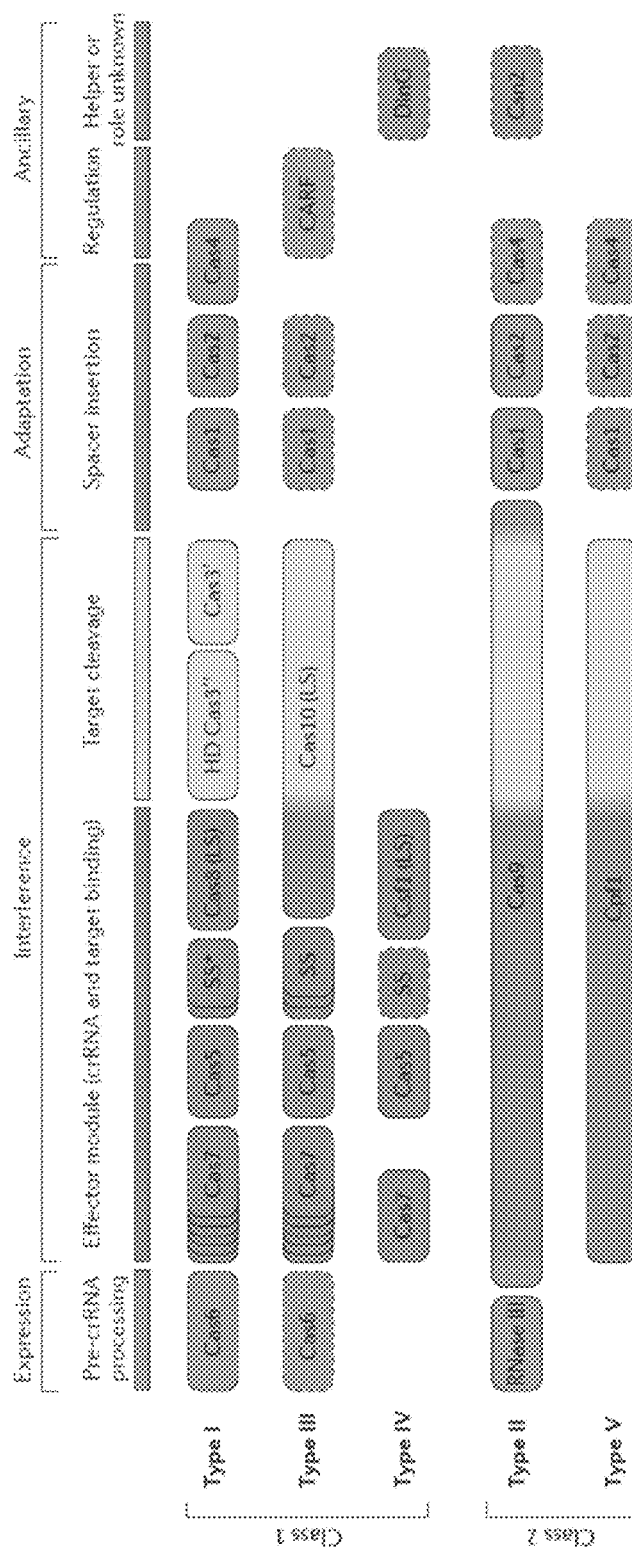 Expression
Interference
Adaptation
Ancillary
Pre-crRNA
processing
Effector module (crRNA and target binding)
Target cleavage
Spacer insertion
Regulation
Helper or
role unknown
Class 1
Type I
Cas6
Cas7
Cas5
SS*
(LS)
HD Cas3″
Cas3′
Cas1
Cas2
Cas4
Type III
Cas6
Cas7
Cas5
SS
Cas10 (LS)
Cas1
Cas2
CARF
Type IV
Cas7
Cas5
SS
Csf1 (LS)
DinG
Class 2
Type II
RNase III
Cas9
Cas1
Cas2
Cas4
Type V
Cpf1
Cas1
Cas2
Cas4